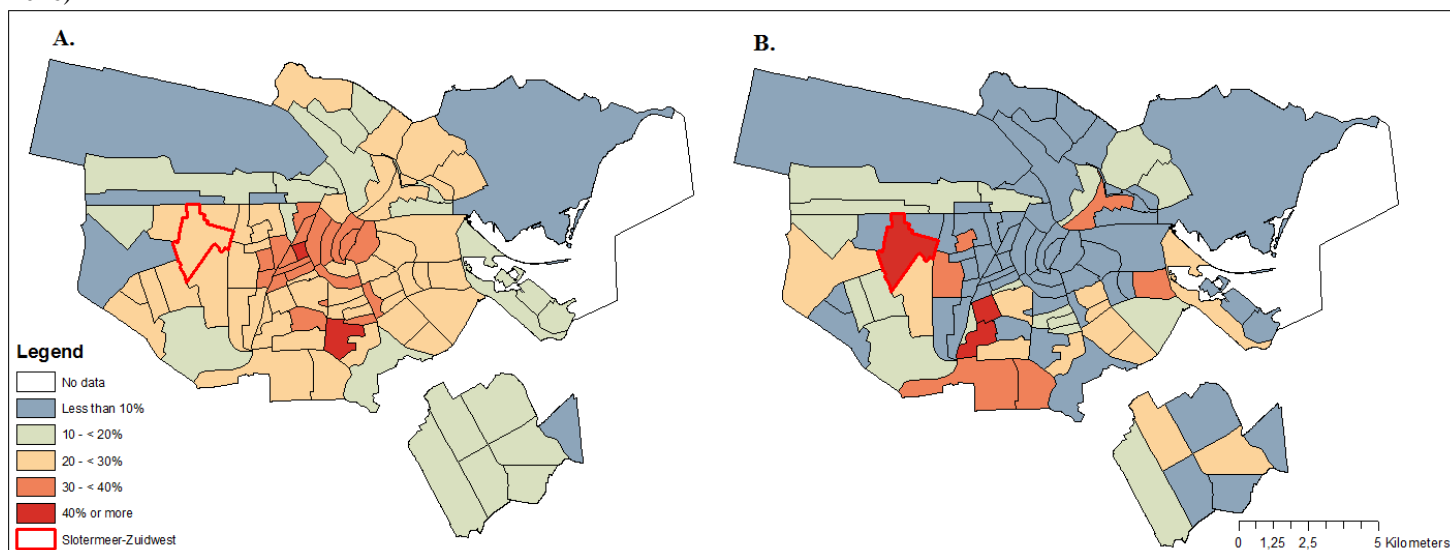 A.
B.
Legend
No data
Less than 10%
10 - < 20%
20 - < 30%
30 - < 40%
40% or more
Slotermeer-Zuidwest
0 1,25 2,5 5 Kilometers